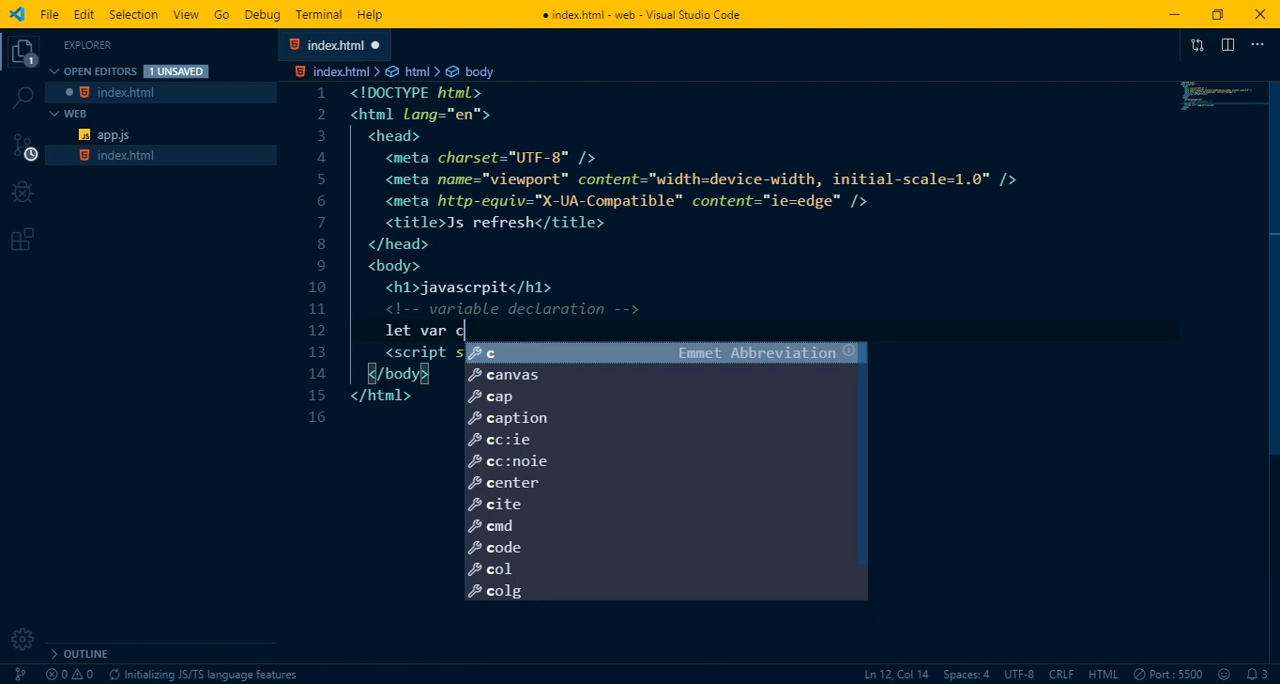 File Edit Selection View Go Debug Terminal Help ● index.html - web - Visual Studio Code
EXPLORER
OPEN EDITORS 1 UNSAVED
index.html
WEB
JS app.js
index.html
1
index.html ●
index.html > html > body
1 <!DOCTYPE html>
2 <html lang="en">
3 <head>
4 <meta charset="UTF-8" />
5 <meta name="viewport" content="width=device-width, initial-scale=1.0" />
6 <meta http-equiv="X-UA-Compatible" content="ie=edge" />
7 <title>Js refresh</title>
8 </head>
9 <body>
10 <h1>javascrpit</h1>
11 <!-- variable declaration -->
12 let var c
13 <script s
14 </body>
15 </html>
16
c Emmet Abbreviation
canvas
cap
caption
cc:ie
cc:noie
center
cite
cmd
code
col
colg
OUTLINE
0 0 Initializing JS/TS language features Ln 12, Col 14 Spaces: 4 UTF-8 CRLF HTML Port : 5500 3